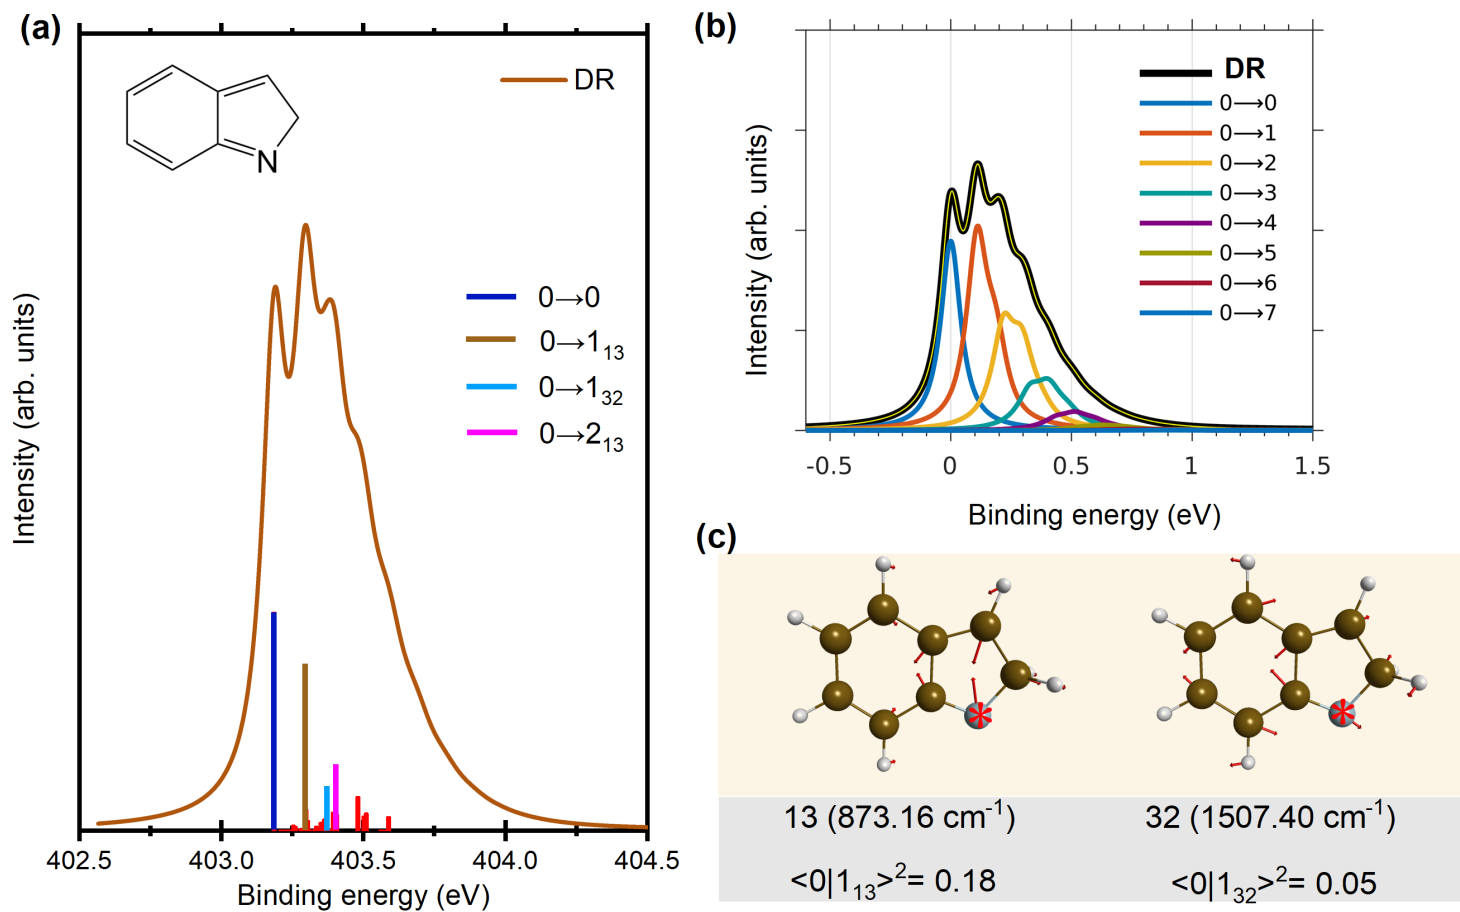 (a)
DR
N
0→0
0→1₁₃
0→1₃₂
0→2₁₃
Intensity (arb. units)
402.5 403.0 403.5 404.0 404.5
Binding energy (eV)
(b)
DR
0→0
0→1
0→2
0→3
0→4
0→5
0→6
0→7
Intensity (arb. units)
-0.5 0 0.5 1 1.5
Binding energy (eV)
(c)
13 (873.16 cm⁻¹) 32 (1507.40 cm⁻¹)
<0|1₁₃>²= 0.18 <0|1₃₂>²= 0.05